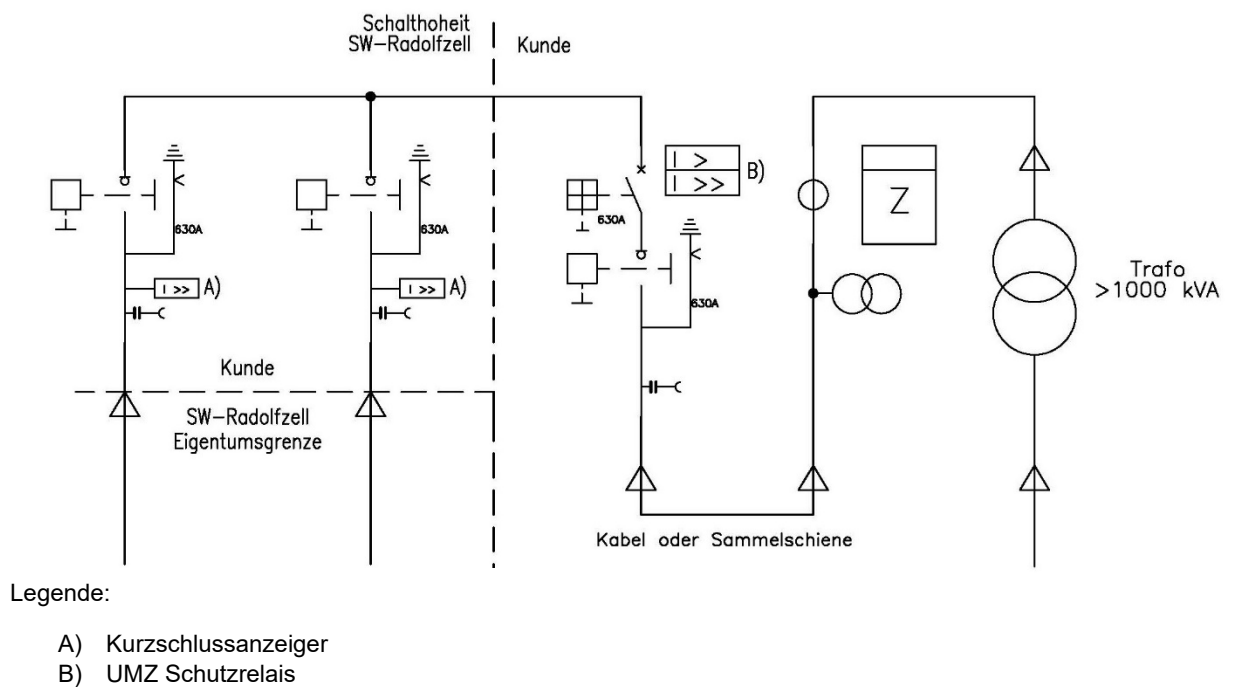 Schalthoheit
SW-Radolfzell
Kunde
I >
I >>
B)
630A
630A
630A
630A
Z
I >>
A)
I >>
A)
Trafo
>1000 kVA
Kunde
SW-Radolfzell
Eigentumsgrenze
Kabel oder Sammelschiene
Legende:
A) Kurzschlussanzeiger
B) UMZ Schutzrelais